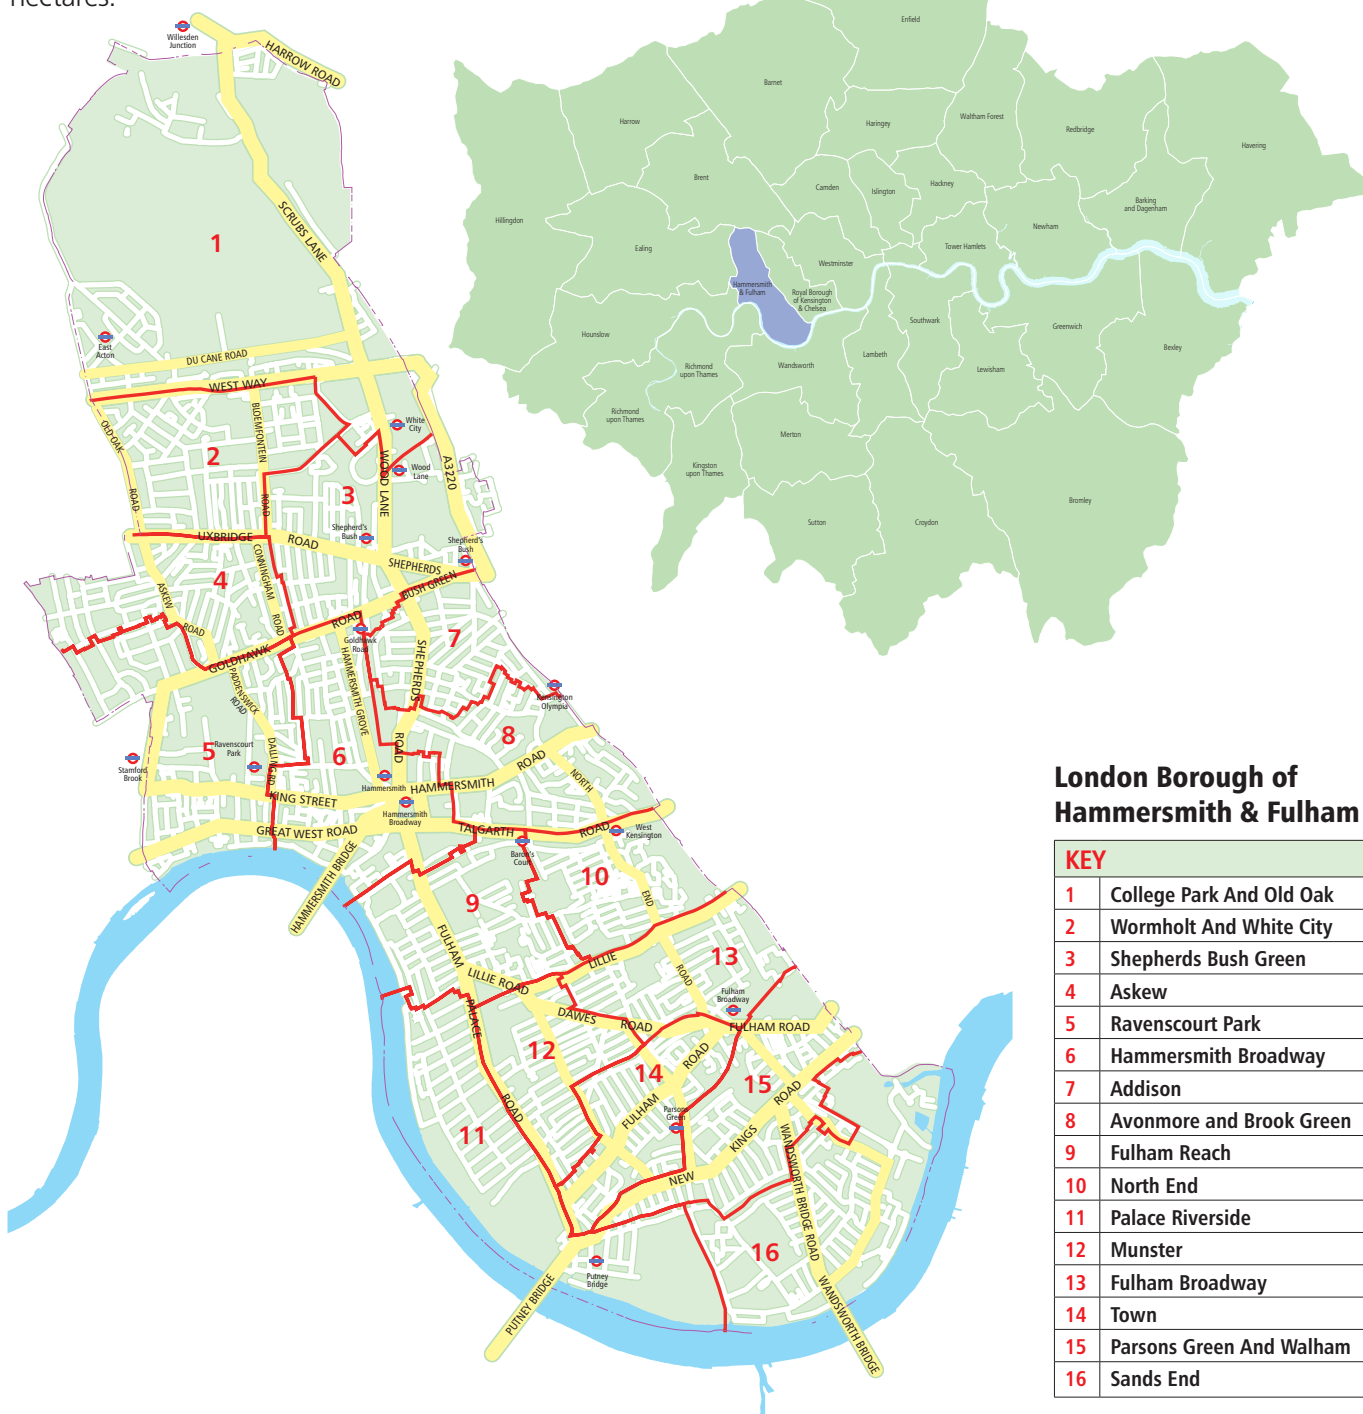 hectares.
Willesden
Junction
HARROW ROAD
SCRUBS LANE
1
East
Acton
DU CANE ROAD
WEST WAY
OLD OAK
ROAD
BLOEMFONTEIN
ROAD
White
City
Wood
Lane
WOOD LANE
A3220
2
3
Shepherd's
Bush
Shepherd's
Bush
UXBRIDGE
ROAD
SHEPHERDS
BUSH GREEN
4
CONNINGHAM
ROAD
ASKEW
ROAD
GOLDHAWK
ROAD
Goldhawk
Road
7
SHEPHERDS
ROAD
HAMMERSMITH GROVE
PADDENSWICK
ROAD
Kensington
Olympia
5
Ravenscourt
Park
DALLING RD
6
8
Stamford
Brook
Hammersmith
HAMMERSMITH
ROAD
NORTH
END
ROAD
KING STREET
Hammersmith
Broadway
GREAT WEST ROAD
TALGARTH
ROAD
West
Kensington
Baron's
Court
HAMMERSMITH BRIDGE
10
9
FULHAM
PALACE
ROAD
LILLIE ROAD
LILLIE
13
Fulham
Broadway
DAWES
ROAD
FULHAM ROAD
12
14
15
FULHAM
ROAD
Parsons
Green
KINGS
ROAD
NEW
11
WANDSWORTH BRIDGE ROAD
16
Putney
Bridge
PUTNEY BRIDGE
WANDSWORTH BRIDGE
Enfield
Barnet
Harrow
Haringey
Waltham Forest
Redbridge
Havering
Brent
Camden
Islington
Hackney
Barking
and Dagenham
Hillingdon
Ealing
Newham
Tower Hamlets
Westminster
Hammersmith
& Fulham
Royal Borough
of Kensington
& Chelsea
Hounslow
Southwark
Greenwich
Bexley
Richmond
upon Thames
Wandsworth
Lambeth
Lewisham
Richmond
upon Thames
Merton
Kingston
upon Thames
Bromley
Sutton
Croydon
London Borough of
Hammersmith & Fulham
KEY
1 College Park And Old Oak
2 Wormholt And White City
3 Shepherds Bush Green
4 Askew
5 Ravenscourt Park
6 Hammersmith Broadway
7 Addison
8 Avonmore and Brook Green
9 Fulham Reach
10 North End
11 Palace Riverside
12 Munster
13 Fulham Broadway
14 Town
15 Parsons Green And Walham
16 Sands End